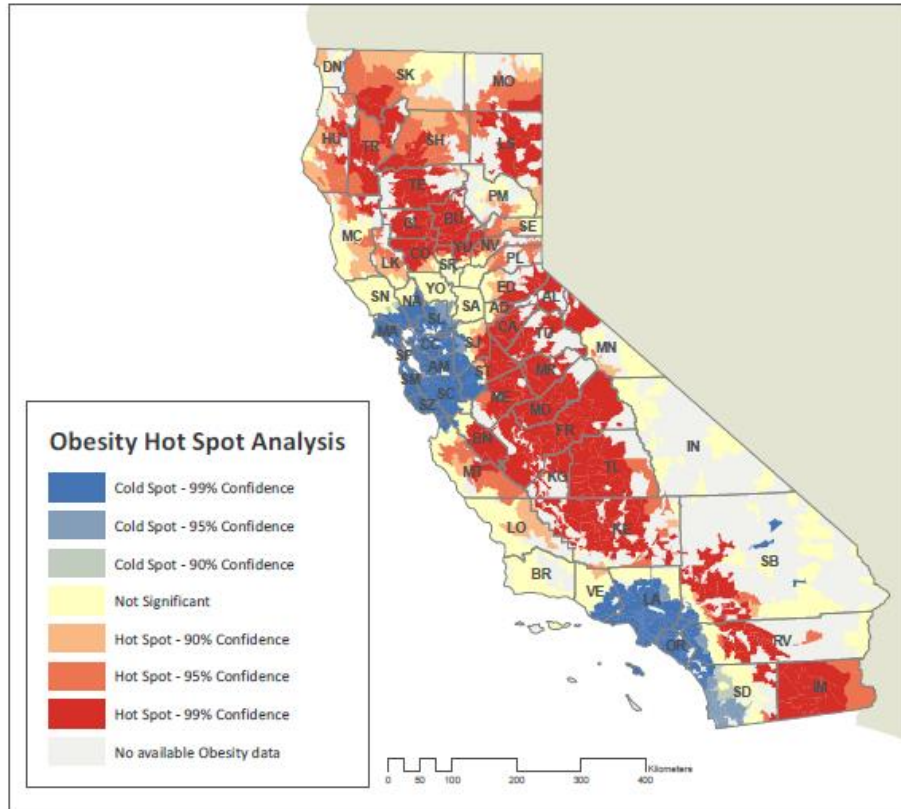 DN
SK
MO
HU
TR
SH
LS
TE
PM
GL
BU
SE
MC
CO
YU
NV
LK
SR
PL
SN
NA
YO
ED
AL
SA
AD
SL
CA
MA
CC
SJ
TU
SF
AM
ST
MN
SM
SC
MR
SZ
ME
MD
BN
FR
MT
KG
TL
IN
LO
KE
SB
BR
VE
LA
OR
RV
SD
IM
Obesity Hot Spot Analysis
Cold Spot - 99% Confidence
Cold Spot - 95% Confidence
Cold Spot - 90% Confidence
Not Significant
Hot Spot - 90% Confidence
Hot Spot - 95% Confidence
Hot Spot - 99% Confidence
No available Obesity data
Kilometers
0 50 100 200 300 400